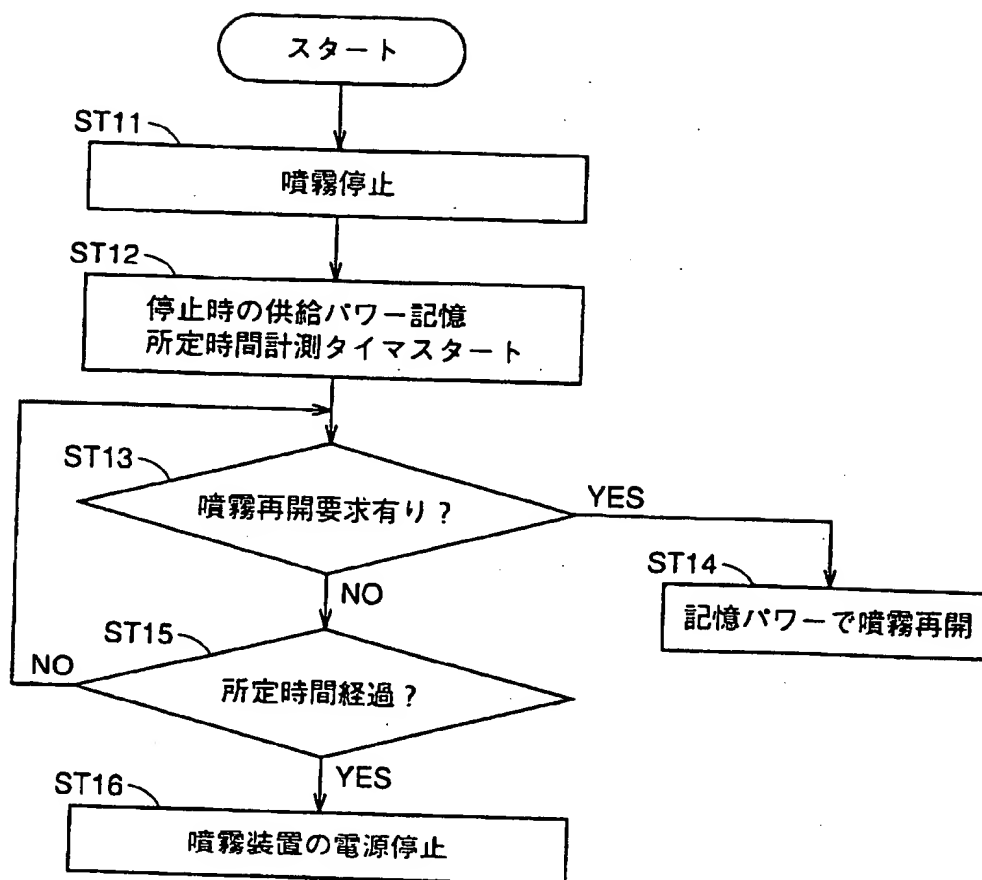 スタート
ST11
噴霧停止
ST12
停止時の供給パワー記憶
所定時間計測タイマスタート
ST13
噴霧再開要求有り?
YES
NO
ST14
記憶パワーで噴霧再開
ST15
NO
所定時間経過?
YES
ST16
噴霧装置の電源停止